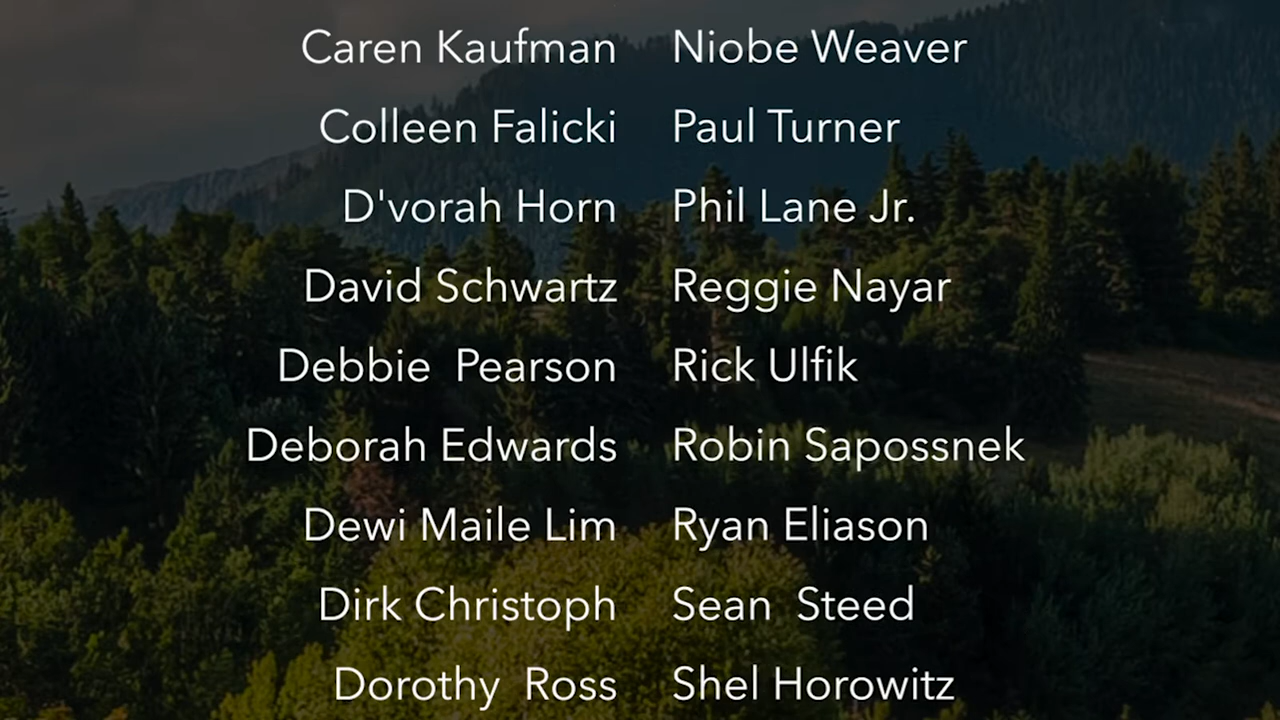 Caren Kaufman Niobe Weaver
Colleen Falicki Paul Turner
D'vorah Horn Phil Lane Jr.
David Schwartz Reggie Nayar
Debbie  Pearson Rick Ulfik
Deborah Edwards Robin Sapossnek
Dewi Maile Lim Ryan Eliason
Dirk Christoph Sean  Steed
Dorothy  Ross Shel Horowitz